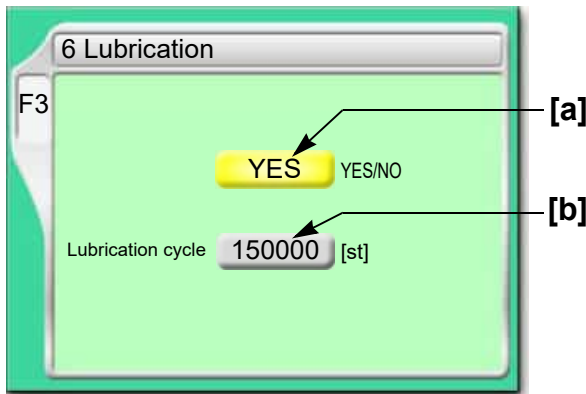 6 Lubrication
F3
[a]
YES YES/NO
[b]
Lubrication cycle 150000 [st]